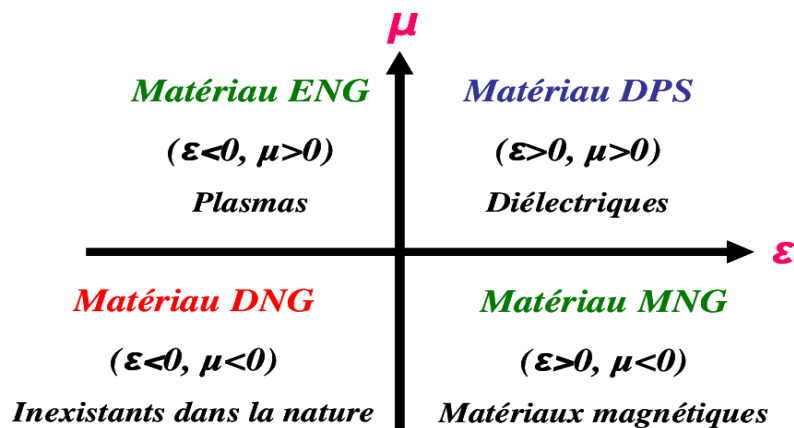 μ
Matériau ENG
(ε<0, μ>0)
Plasmas
Matériau DPS
(ε>0, μ>0)
Diélectriques
ε
Matériau DNG
(ε<0, μ<0)
Inexistants dans la nature
Matériau MNG
(ε>0, μ<0)
Matériaux magnétiques